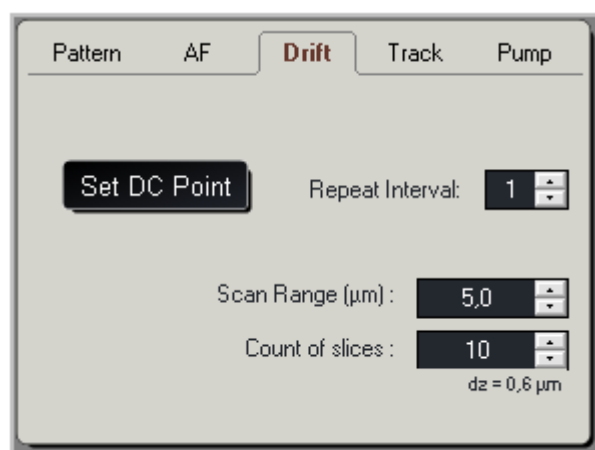 Pattern AF Drift Track Pump
Set DC Point Repeat Interval: 1
Scan Range (µm) : 5,0
Count of slices : 10
dz = 0,6 µm